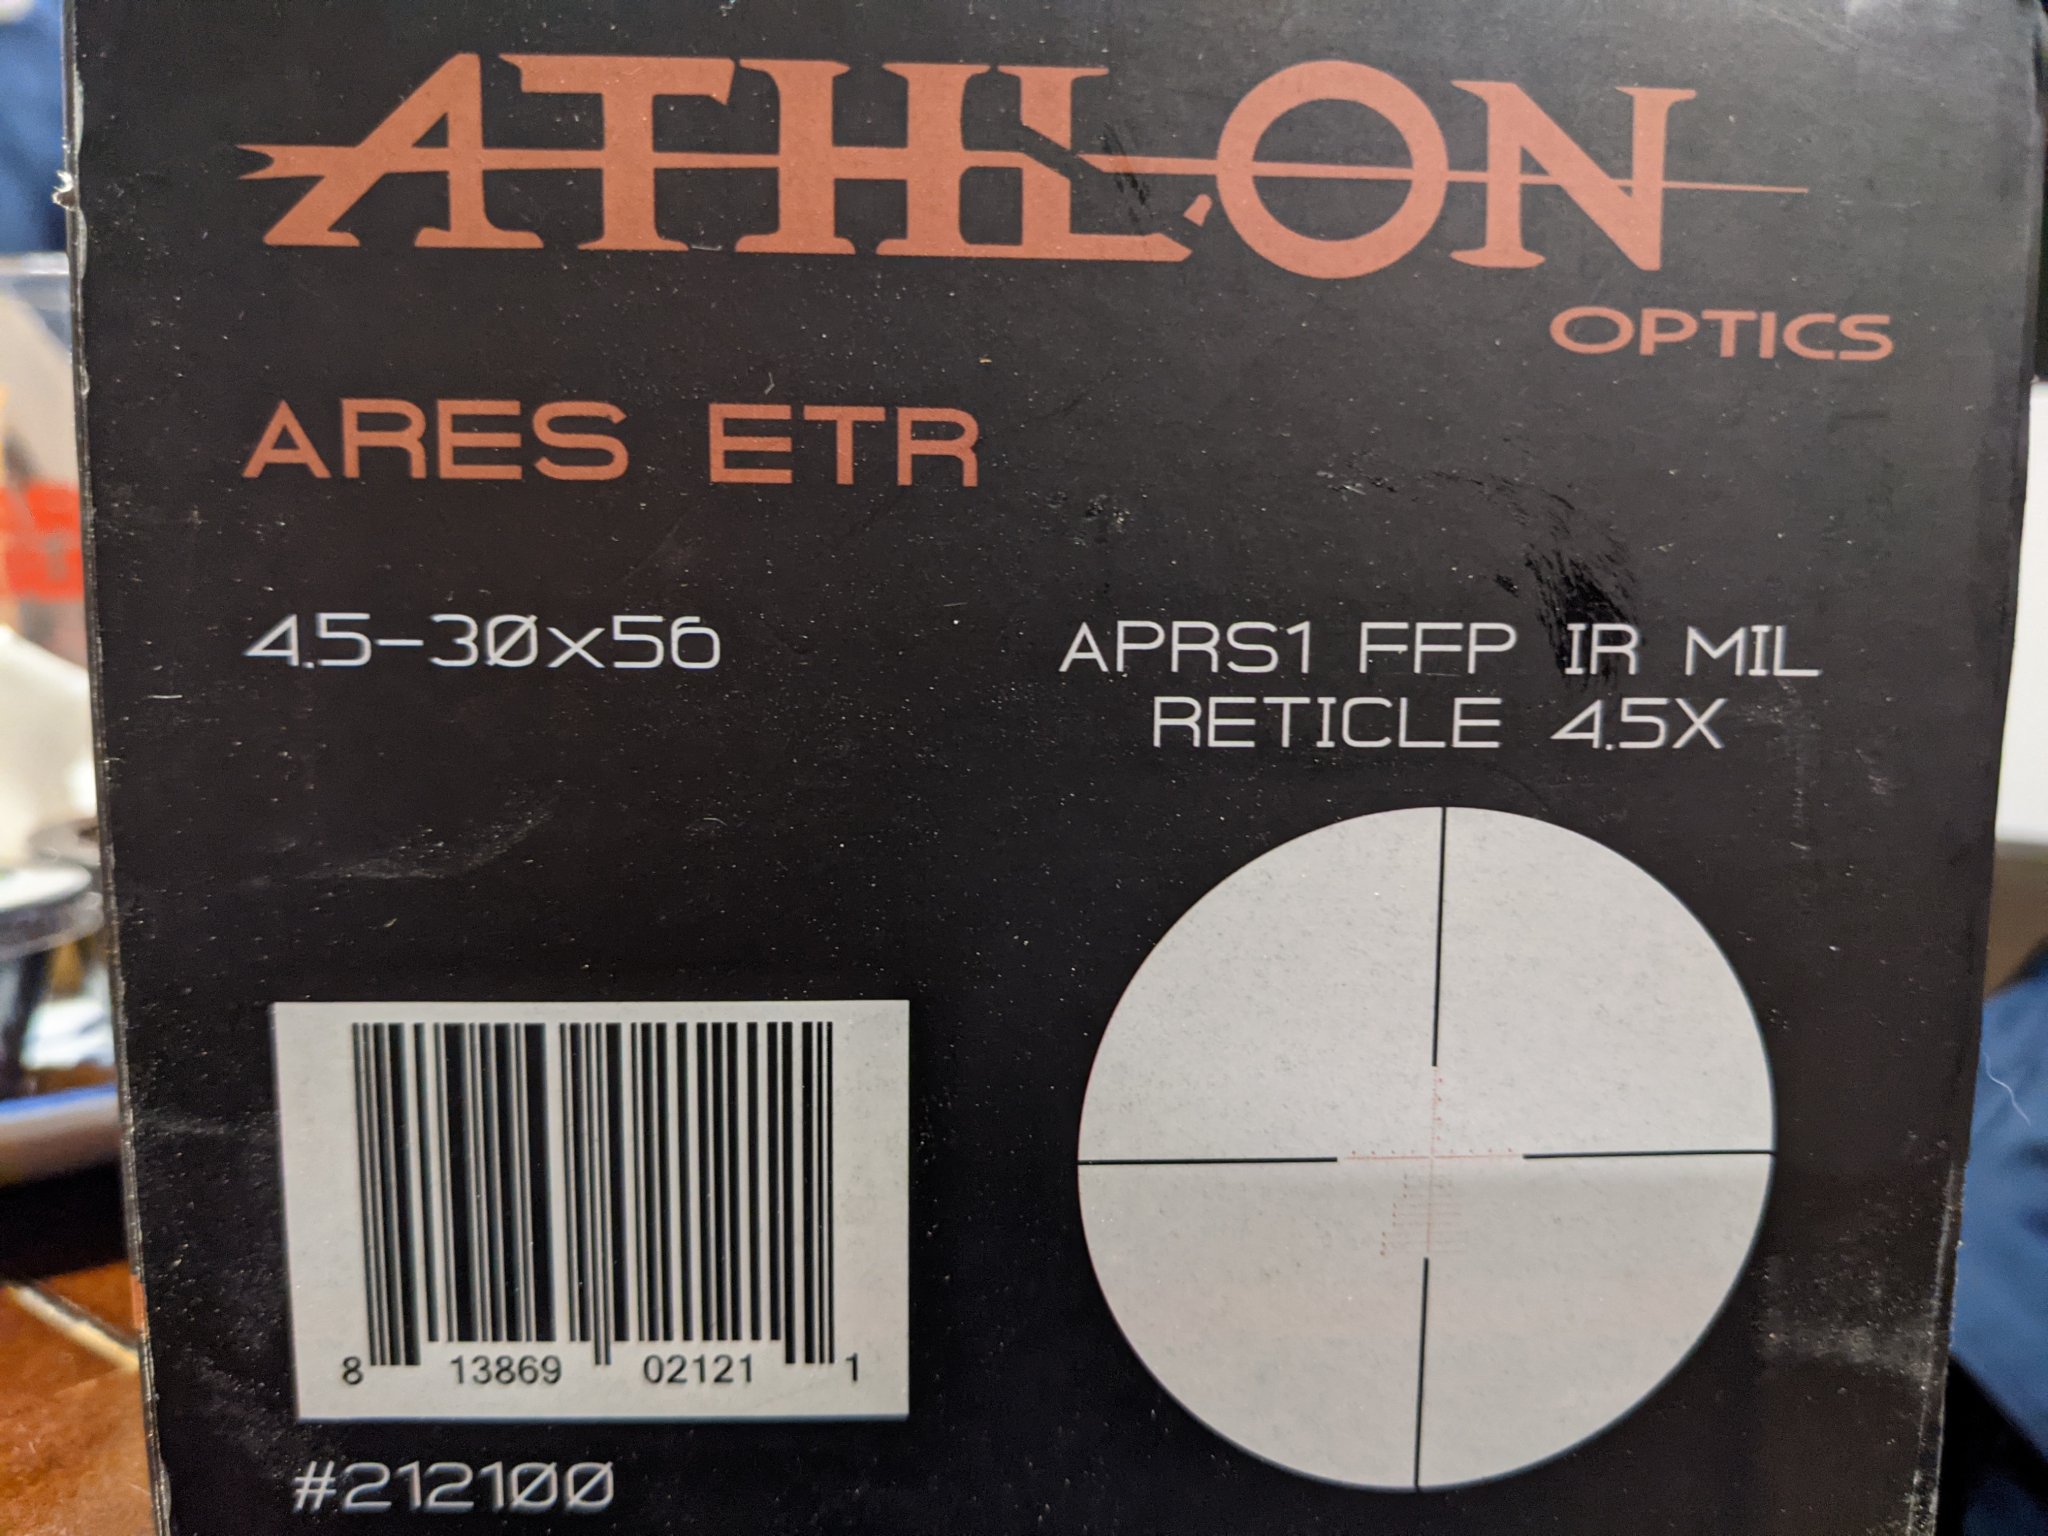 ATHLON
OPTICS
ARES ETR
4.5-30x56
APRS1 FFP IR MIL
RETICLE 4.5X
8 13869 02121 1
#212100